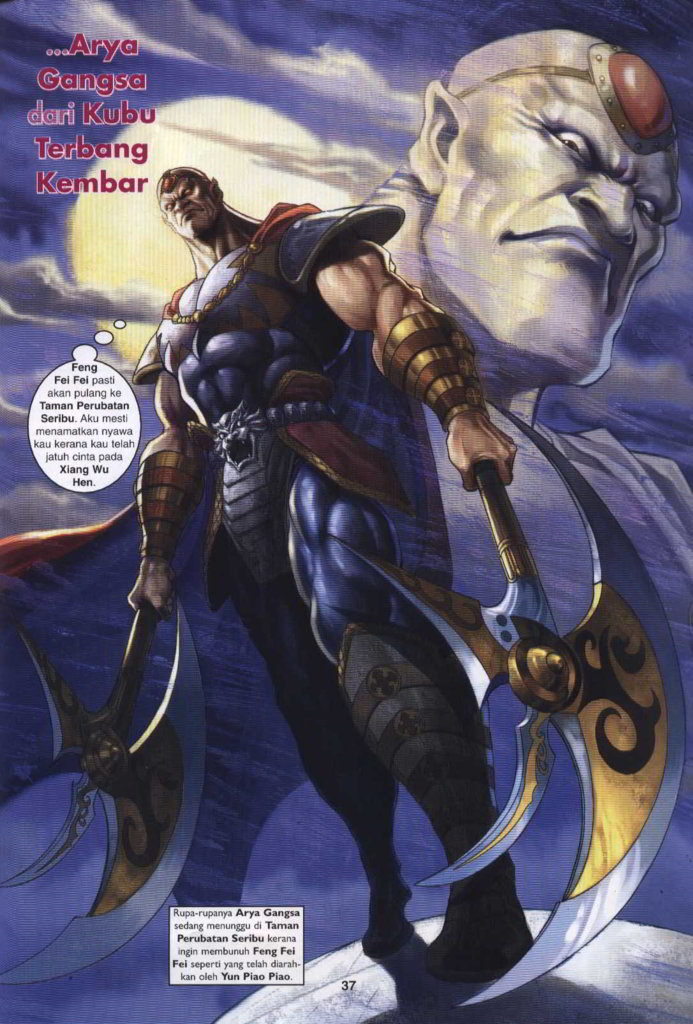 ...Arya
Gangsa
dari Kubu
Terbang
Kembar
Feng
Fei Fei pasti
akan pulang ke
Taman Perubatan
Seribu. Aku mesti
menamatkan nyawa
kau kerana kau telah
jatuh cinta pada
Xiang Wu
Hen.
Rupa-rupanya Arya Gangsa
sedang menunggu di Taman
Perubatan Seribu kerana
ingin membunuh Feng Fei
Fei seperti yang telah diarah-
kan oleh Yun Piao Piao.
37